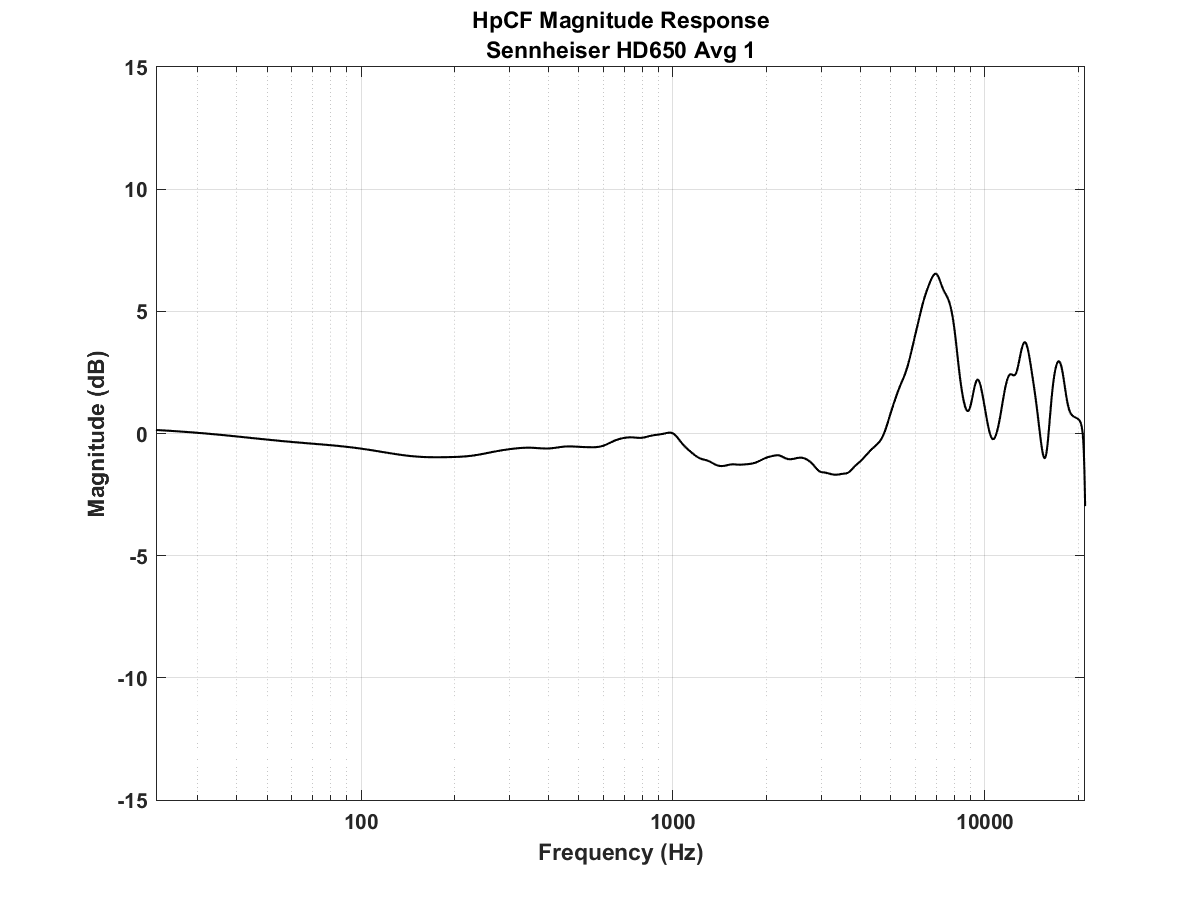 HpCF Magnitude Response
Sennheiser HD650 Avg 1
15
10
5
0
-5
-10
-15
Magnitude (dB)
100
1000
10000
Frequency (Hz)